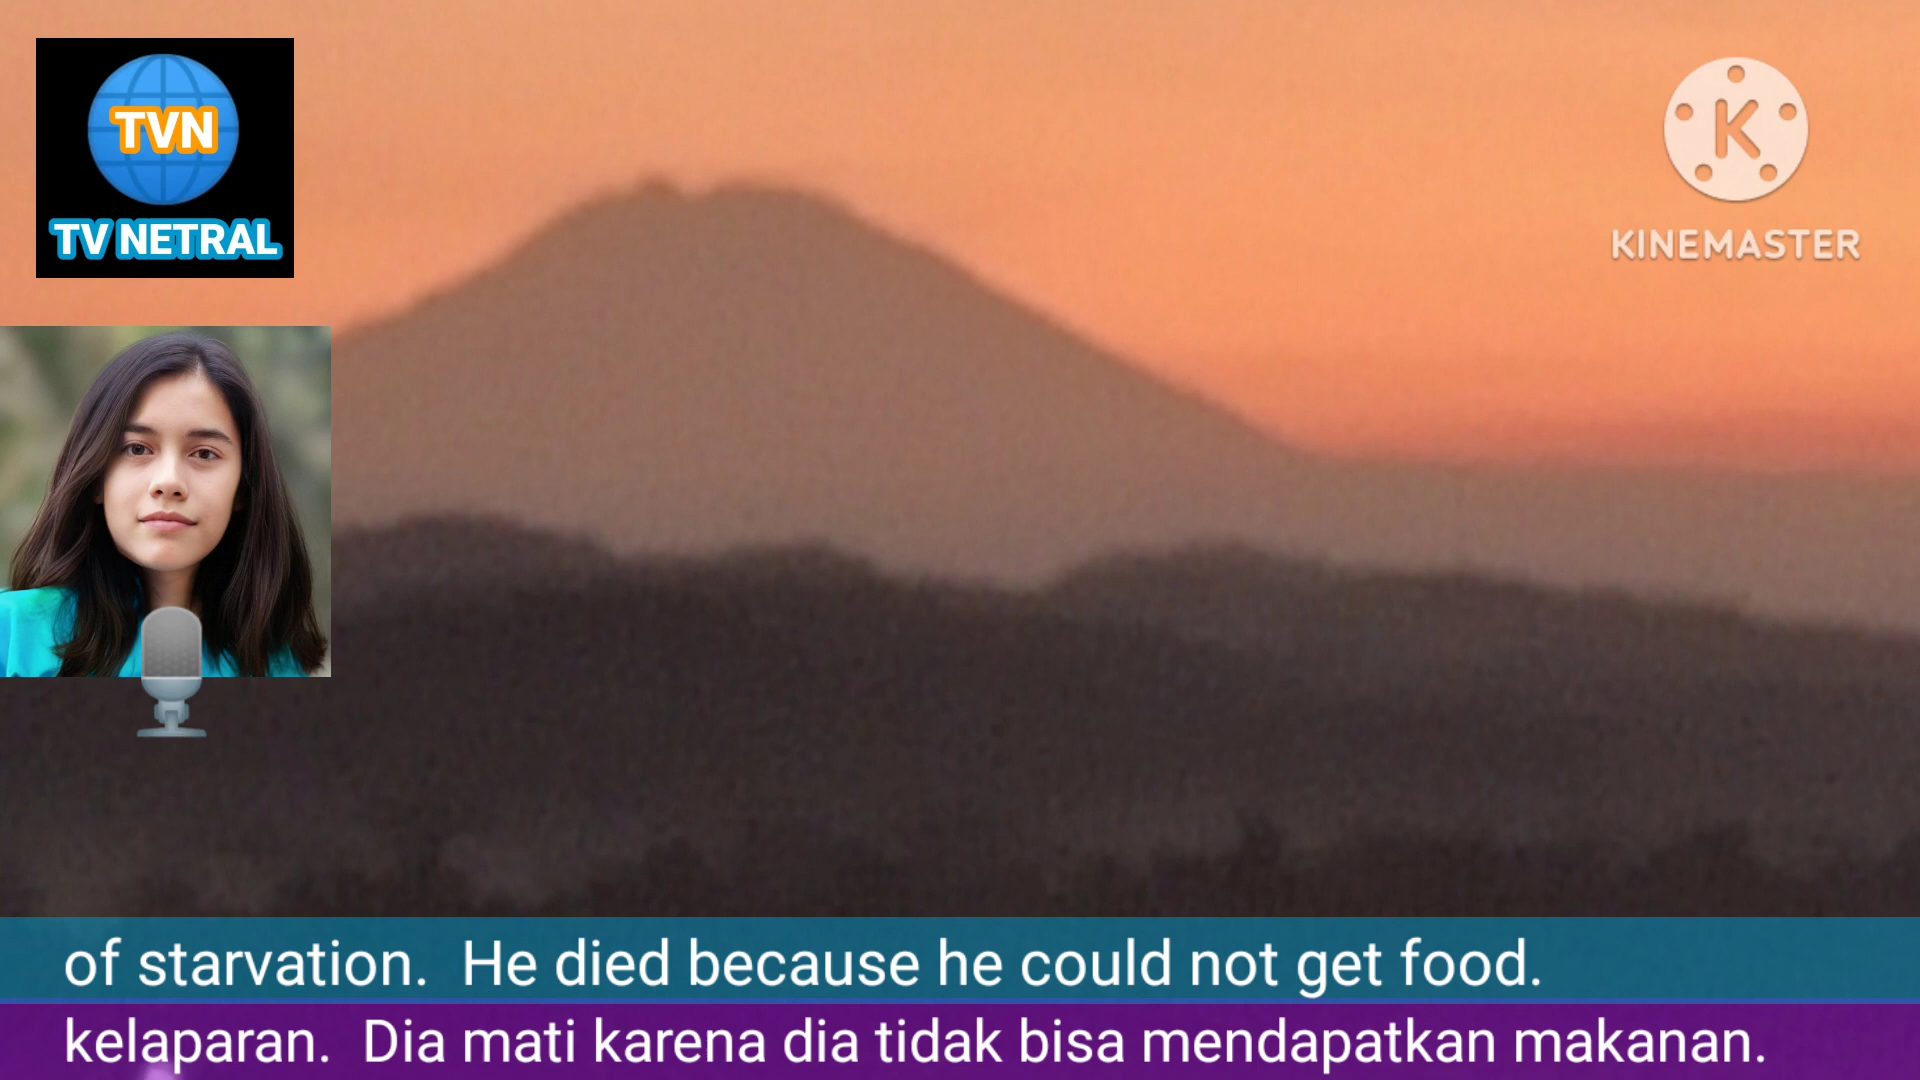 TVN
TV NETRAL
K
KINEMASTER
of starvation.  He died because he could not get food.
kelaparan.  Dia mati karena dia tidak bisa mendapatkan makanan.